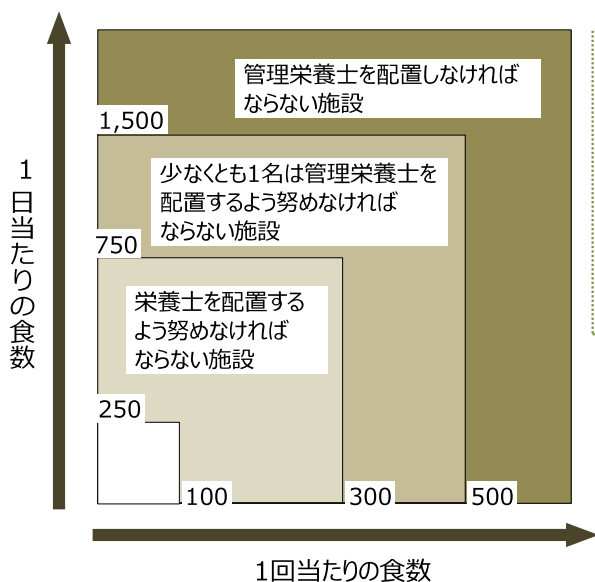 管理栄養士を配置しなければ
ならない施設
1,500
少なくとも1名は管理栄養士を
配置するよう努めなければ
ならない施設
750
栄養士を配置する
よう努めなければ
ならない施設
250
100
300
500
1日当たりの食数
1回当たりの食数